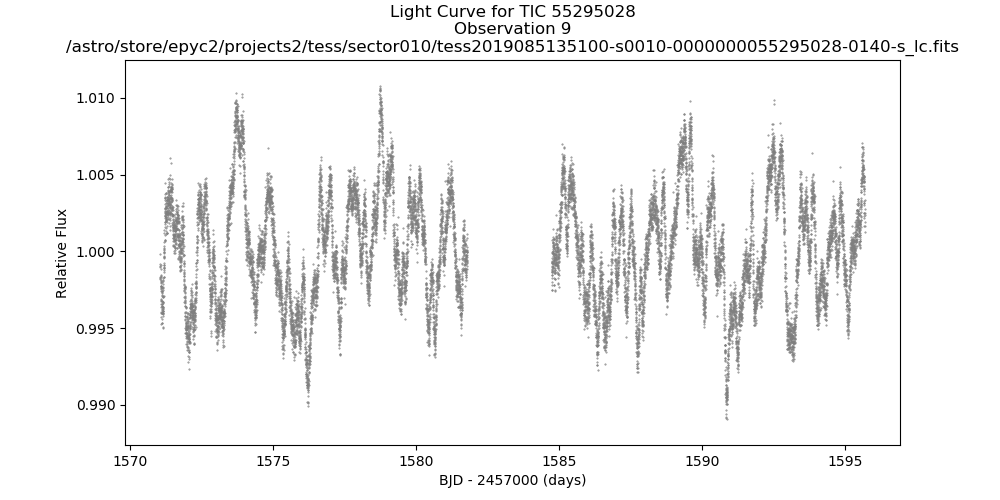 Light Curve for TIC 55295028
Observation 9
/astro/store/epyc2/projects2/tess/sector010/tess2019085135100-s0010-0000000055295028-0140-s_lc.fits
1.010
1.005
1.000
0.995
0.990
Relative Flux
1570 1575 1580 1585 1590 1595
BJD - 2457000 (days)